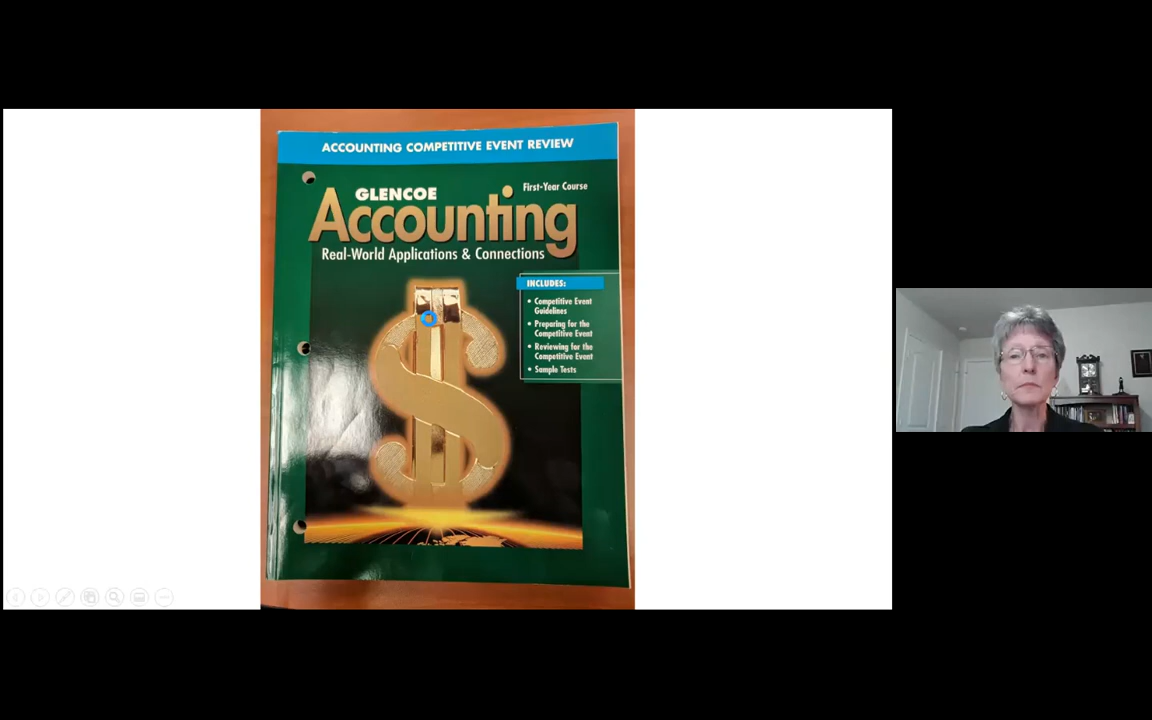 ACCOUNTING COMPETITIVE EVENT REVIEW
First-Year Course
GLENCOE
Accounting
Real-World Applications & Connections
INCLUDES:
• Competitive Event
Guidelines
• Preparing for the
Competitive Event
• Reviewing for the
Competitive Event
• Sample Tests